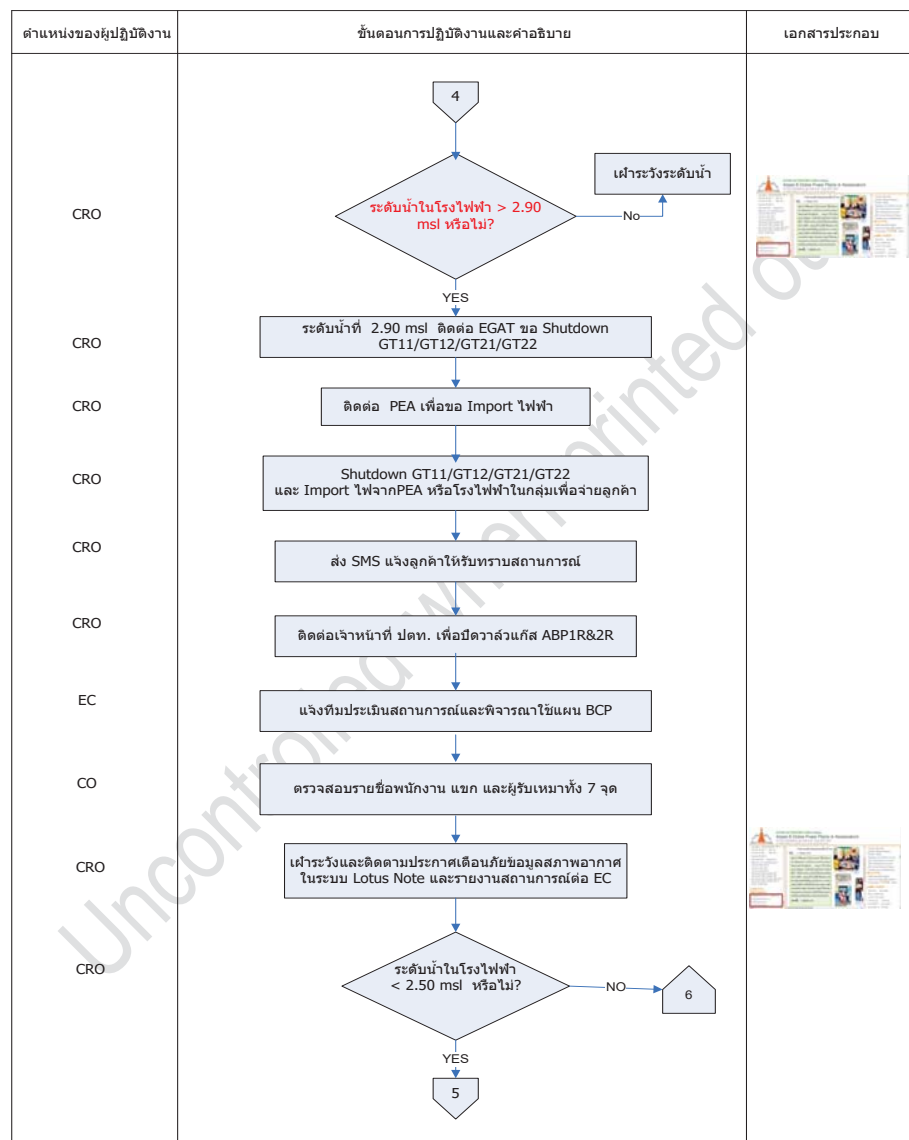 ตำแหน่งของผู้ปฏิบัติงาน
ขั้นตอนการปฏิบัติงานและคำอธิบาย
เอกสารประกอบ
4
CRO
ระดับน้ำในโรงไฟฟ้า > 2.90
msl หรือไม่?
No
เฝ้าระวังระดับน้ำ
YES
CRO
ระดับน้ำที่ 2.90 msl ติดต่อ EGAT ขอ Shutdown
GT11/GT12/GT21/GT22
CRO
ติดต่อ PEA เพื่อขอ Import ไฟฟ้า
CRO
Shutdown GT11/GT12/GT21/GT22
และ Import ไฟจากPEA หรือโรงไฟฟ้าในกลุ่มเพื่อจ่ายลูกค้า
CRO
ส่ง SMS แจ้งลูกค้าให้รับทราบสถานการณ์
CRO
ติดต่อเจ้าหน้าที่ ปตท. เพื่อปิดวาล์วแก๊ส ABP1R&2R
EC
แจ้งทีมประเมินสถานการณ์และพิจารณาใช้แผน BCP
CO
ตรวจสอบรายชื่อพนักงาน แขก และผู้รับเหมาทั้ง 7 จุด
CRO
เฝ้าระวังและติดตามประกาศเตือนภัยข้อมูลสภาพอากาศ
ในระบบ Lotus Note และรายงานสถานการณ์ต่อ EC
CRO
ระดับน้ำในโรงไฟฟ้า
< 2.50 msl หรือไม่?
NO
6
YES
5
Uncontrolled when printed